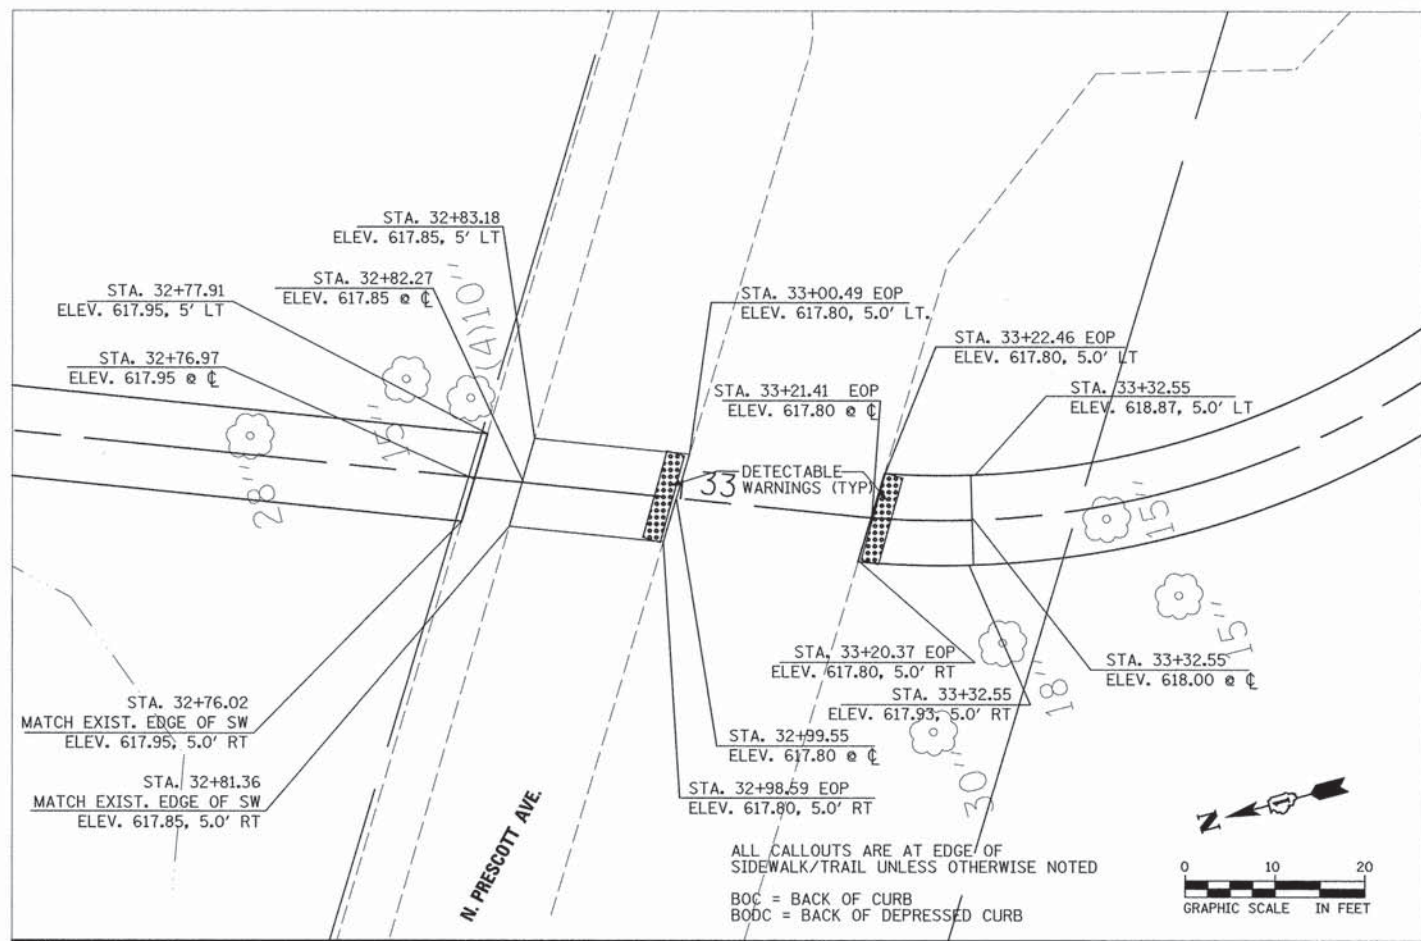 STA. 32+83.18
ELEV. 617.85, 5' LT
STA. 32+82.27
ELEV. 617.85 @ ℄
STA. 32+77.91
ELEV. 617.95, 5' LT
STA. 32+76.97
ELEV. 617.95 @ ℄
(4)10"
15"
28"
STA. 33+00.49 EOP
ELEV. 617.80, 5.0' LT.
STA. 33+22.46 EOP
ELEV. 617.80, 5.0' LT
STA. 33+21.41 EOP
ELEV. 617.80 @ ℄
STA. 33+32.55
ELEV. 618.87, 5.0' LT
33
DETECTABLE
WARNINGS (TYP)
15"
15"
18"
30"
STA. 33+20.37 EOP
ELEV. 617.80, 5.0' RT
STA. 33+32.55
ELEV. 618.00 @ ℄
STA. 33+32.55
ELEV. 617.93, 5.0' RT
STA. 32+76.02
MATCH EXIST. EDGE OF SW
ELEV. 617.95, 5.0' RT
STA. 32+99.55
ELEV. 617.80 @ ℄
STA. 32+81.36
MATCH EXIST. EDGE OF SW
ELEV. 617.85, 5.0' RT
STA. 32+98.59 EOP
ELEV. 617.80, 5.0' RT
N. PRESCOTT AVE.
ALL CALLOUTS ARE AT EDGE OF
SIDEWALK/TRAIL UNLESS OTHERWISE NOTED
BOC = BACK OF CURB
BODC = BACK OF DEPRESSED CURB
N
0 10 20
GRAPHIC SCALE IN FEET